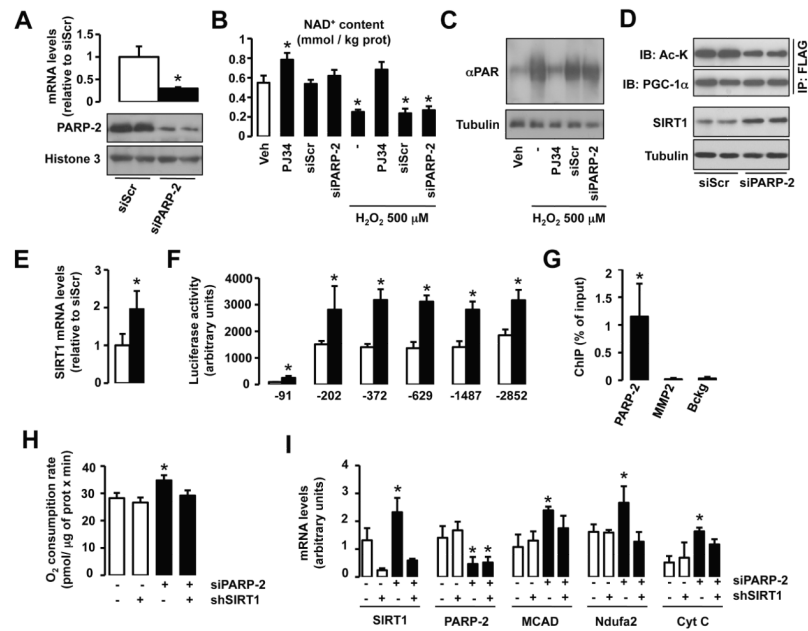 A
mRNA levels
(relative to siScr)
1.5
1
0.5
0
*
PARP-2
Histone 3
siScr
siPARP-2
B
NAD+ content
(mmol / kg prot)
1
0.8
0.6
0.4
0.2
0
* * * *
Veh
PJ34
siScr
siPARP-2
-
PJ34
siScr
siPARP-2
H2O2 500 μM
C
αPAR
Tubulin
Veh
-
PJ34
siScr
siPARP-2
H2O2 500 μM
D
IB: Ac-K
IB: PGC-1α
IP: FLAG
SIRT1
Tubulin
siScr siPARP-2
E
SIRT1 mRNA levels
(relative to siScr)
3
2
1
0
*
F
Luciferase activity
(arbitrary units)
4000
3000
2000
1000
0
* * * * * *
-91 -202 -372 -629 -1487 -2852
G
ChIP (% of input)
2
1.5
1
0.5
0
*
PARP-2
MMP2
Bckg
H
O2 consumpition rate
(pmol/ μg of prot x min)
40
30
20
10
0
*
- - + + siPARP-2
- + - + shSIRT1
I
mRNA levels
(arbitrary units)
4
3
2
1
0
* * * * * *
- - + + - - + + - - + + - - + + - - + + siPARP-2
- + - + - + - + - + - + - + - + - + - + shSIRT1
SIRT1 PARP-2 MCAD Ndufa2 Cyt C